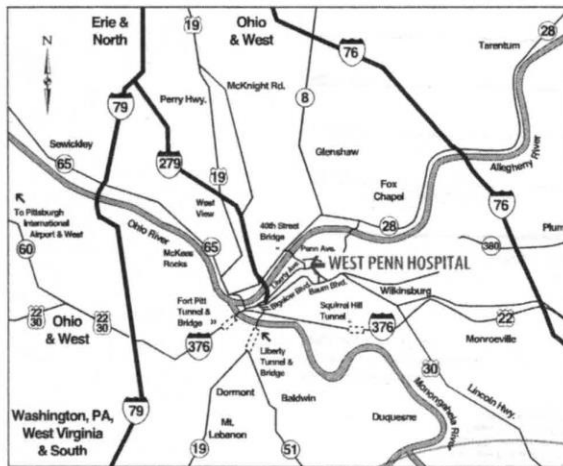 Erie &
North
19
Ohio
& West
76
28
Tarentum
N
McKnight Rd.
79
Perry Hwy.
8
Sewickley
65
279
19
Glenshaw
Allegheny River
To Pittsburgh
International
Airport & West
West
View
Fox
Chapel
76
60
Ohio River
65
40th Street
Bridge
28
Plum
McKees
Rocks
Penn Ave.
380
Liberty Ave.
WEST PENN HOSPITAL
22
30
22
30
Ohio
& West
Fort Pitt
Tunnel &
Bridge
Bigelow Blvd.
Baum Blvd.
Wilkinsburg
Squirrel Hill
Tunnel
376
376
22
Monroeville
Liberty
Tunnel &
Bridge
30
79
Dormont
Baldwin
Lincoln Hwy.
Washington, PA,
West Virginia
& South
Mt.
Lebanon
Duquesne
Monongahela River
19
51